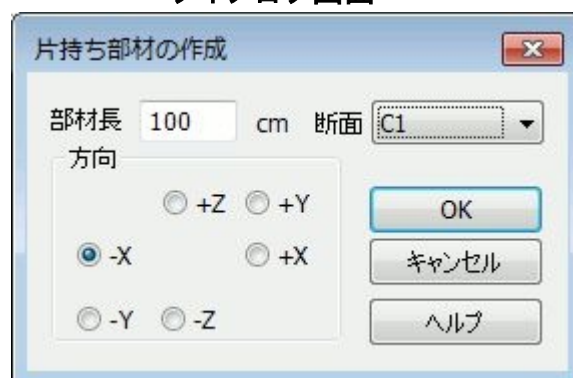 片持ち部材の作成
部材長 100 cm 断面 C1
方向
+Z +Y
OK
-X +X
キャンセル
-Y -Z
ヘルプ